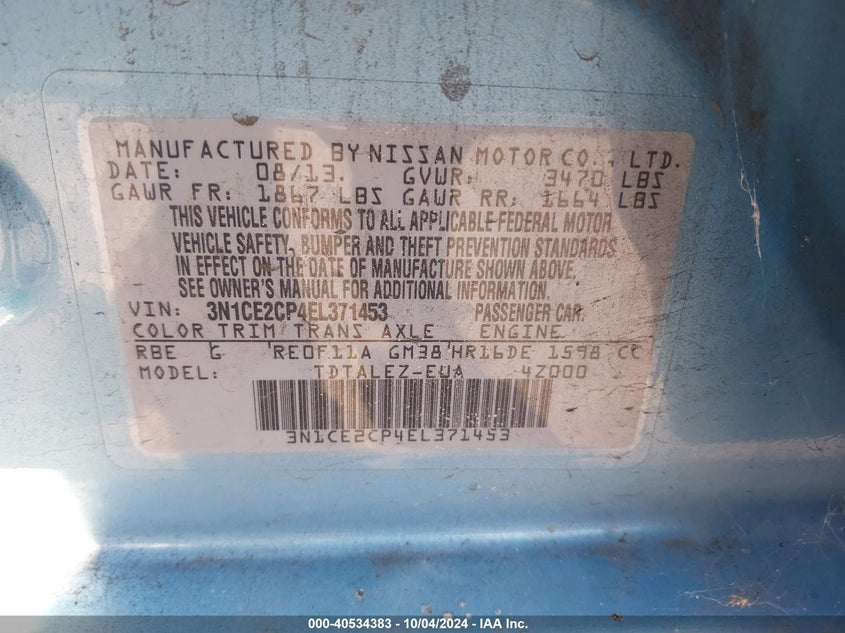 MANUFACTURED BY NISSAN MOTOR CO., LTD.
DATE: 08/13. GVWR: 3470 LBS
GAWR FR: 1867 LBS GAWR RR: 1664 LBS
THIS VEHICLE CONFORMS TO ALL APPLICABLE FEDERAL MOTOR
VEHICLE SAFETY, BUMPER AND THEFT PREVENTION STANDARDS
IN EFFECT ON THE DATE OF MANUFACTURE SHOWN ABOVE.
SEE OWNER'S MANUAL FOR ADDITIONAL INFORMATION.
VIN: 3N1CE2CP4EL371453 PASSENGER CAR
COLOR TRIM TRANS AXLE ENGINE
RBE G RE0F11A GM38 HR16DE 1598 CC
MODEL: TDTALEZ-EUA 4Z000
3N1CE2CP4EL371453
000-40534383 - 10/04/2024 - IAA Inc.